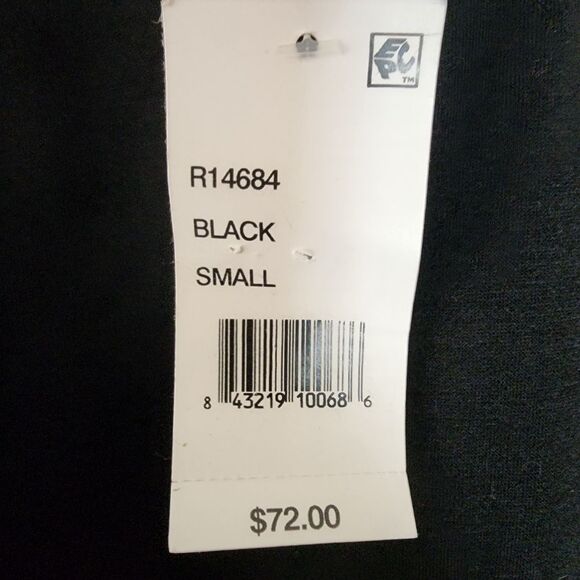 EPC
TM
R14684
BLACK
SMALL
8 43219 10068 6
$72.00